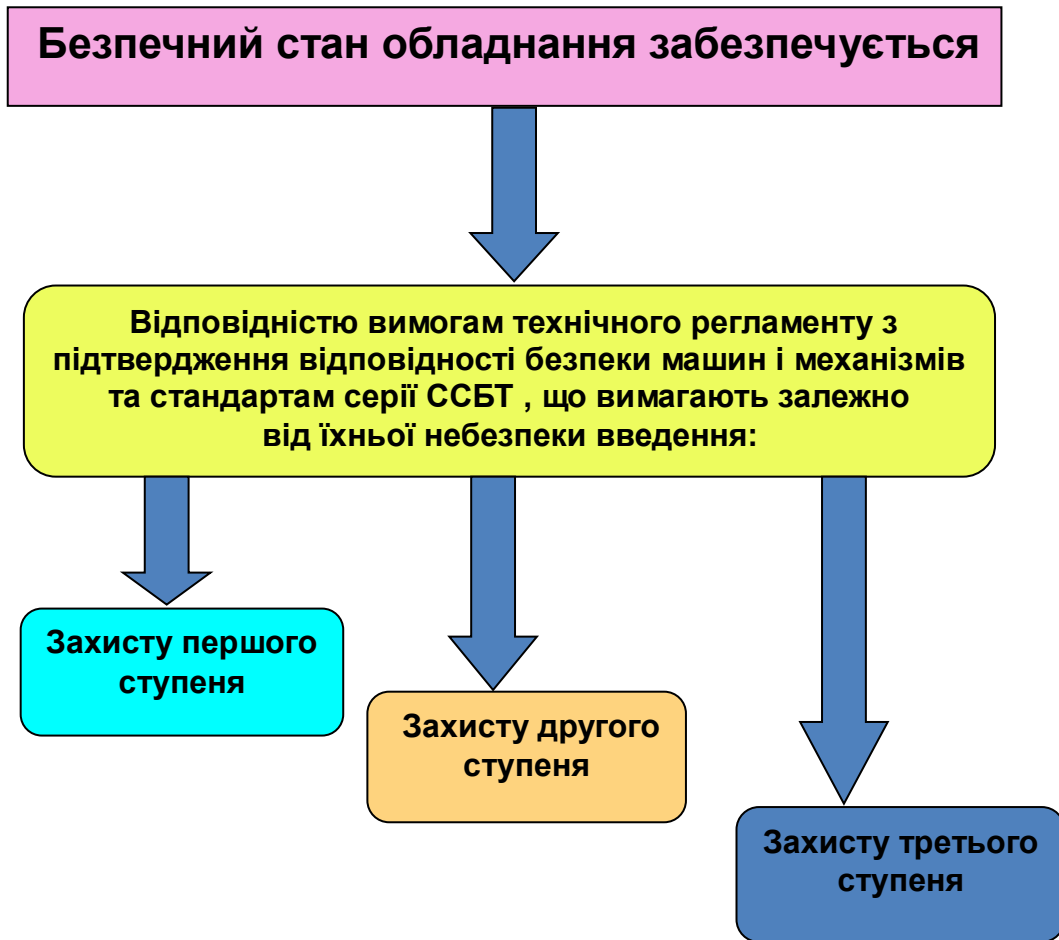 Безпечний стан обладнання забезпечується
Відповідністю вимогам технічного регламенту з
підтвердження відповідності безпеки машин і механізмів
та стандартам серії ССБТ , що вимагають залежно
від їхньої небезпеки введення:
Захисту першого
ступеня
Захисту другого
ступеня
Захисту третього
ступеня